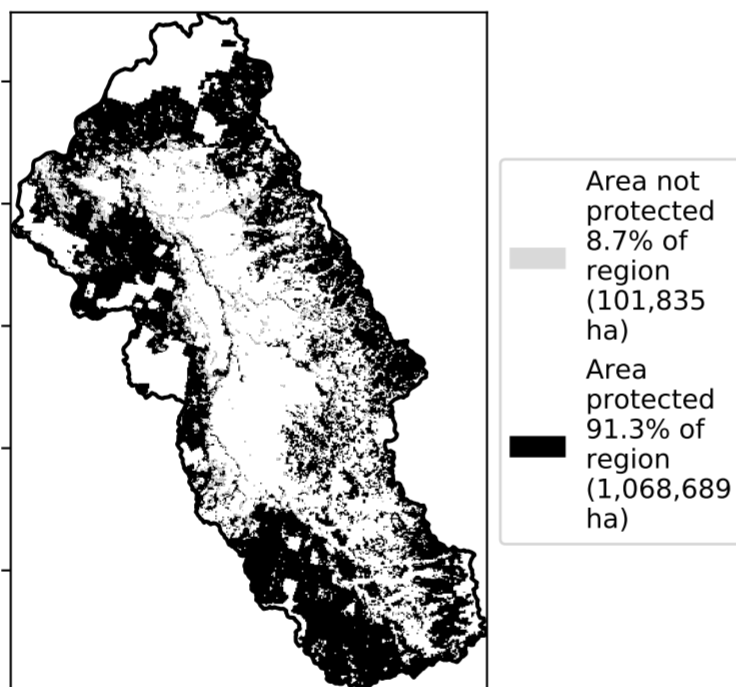 Area not
protected
8.7% of
region
(101,835
ha)
Area
protected
91.3% of
region
(1,068,689
ha)